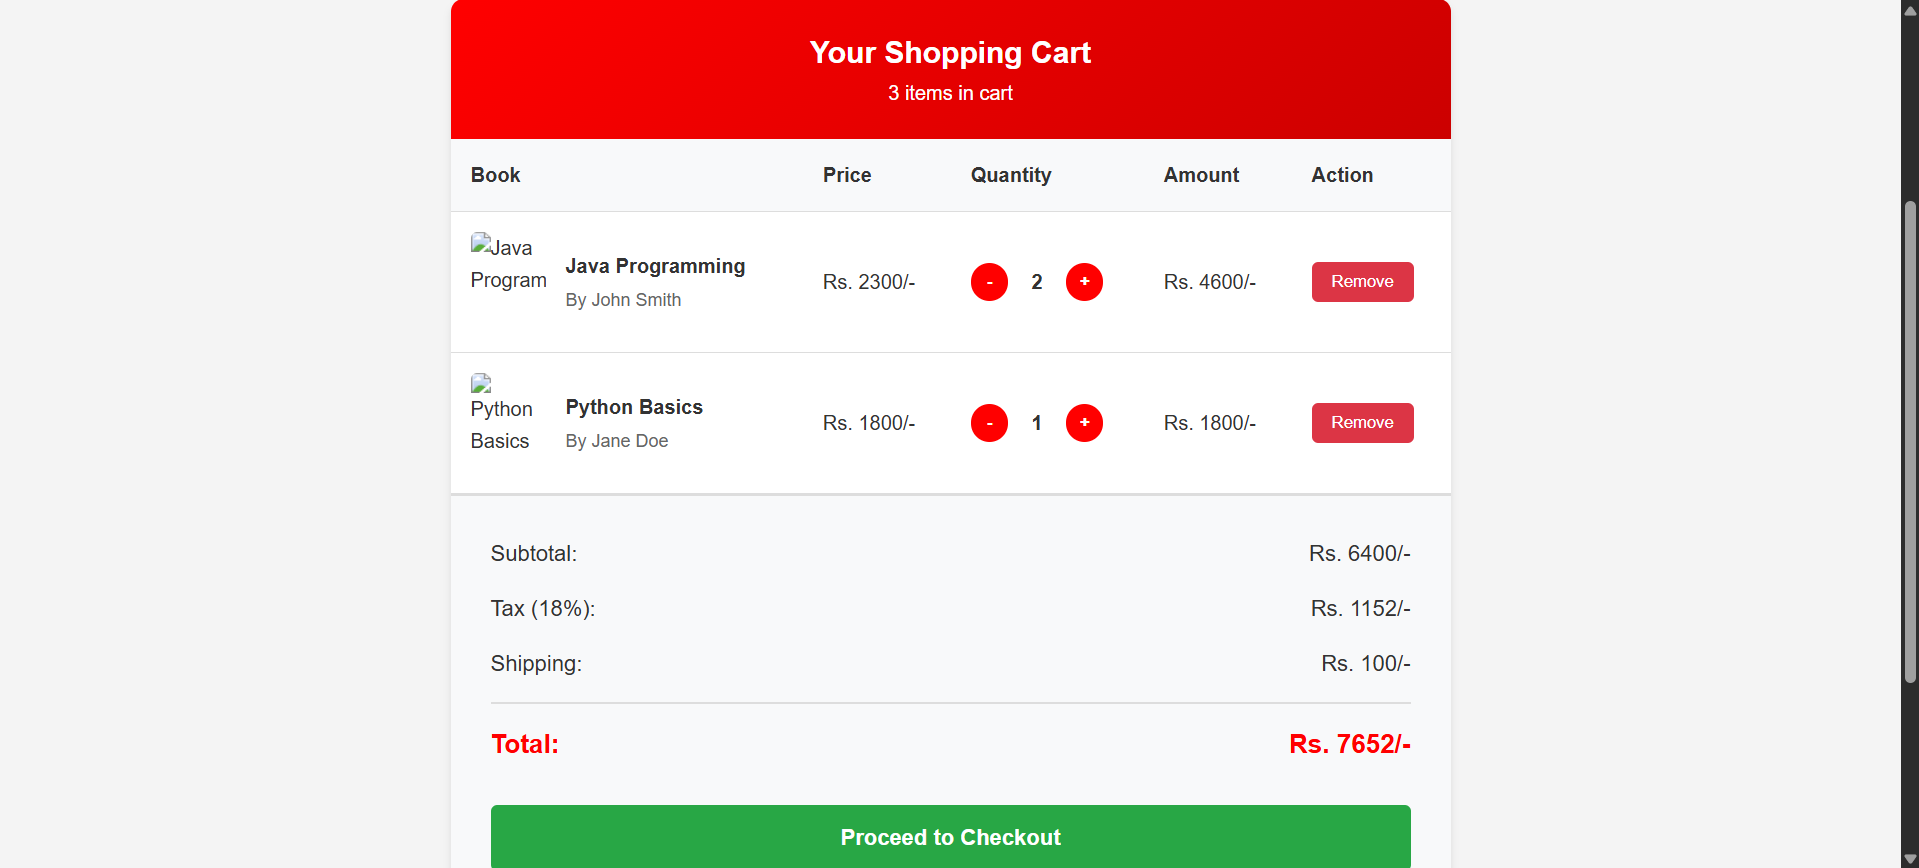 Your Shopping Cart
3 items in cart
Book Price Quantity Amount Action
Java
Program
Java Programming
By John Smith
Rs. 2300/- - 2 + Rs. 4600/- Remove
Python
Basics
Python Basics
By Jane Doe
Rs. 1800/- - 1 + Rs. 1800/- Remove
Subtotal: Rs. 6400/-
Tax (18%): Rs. 1152/-
Shipping: Rs. 100/-
Total: Rs. 7652/-
Proceed to Checkout